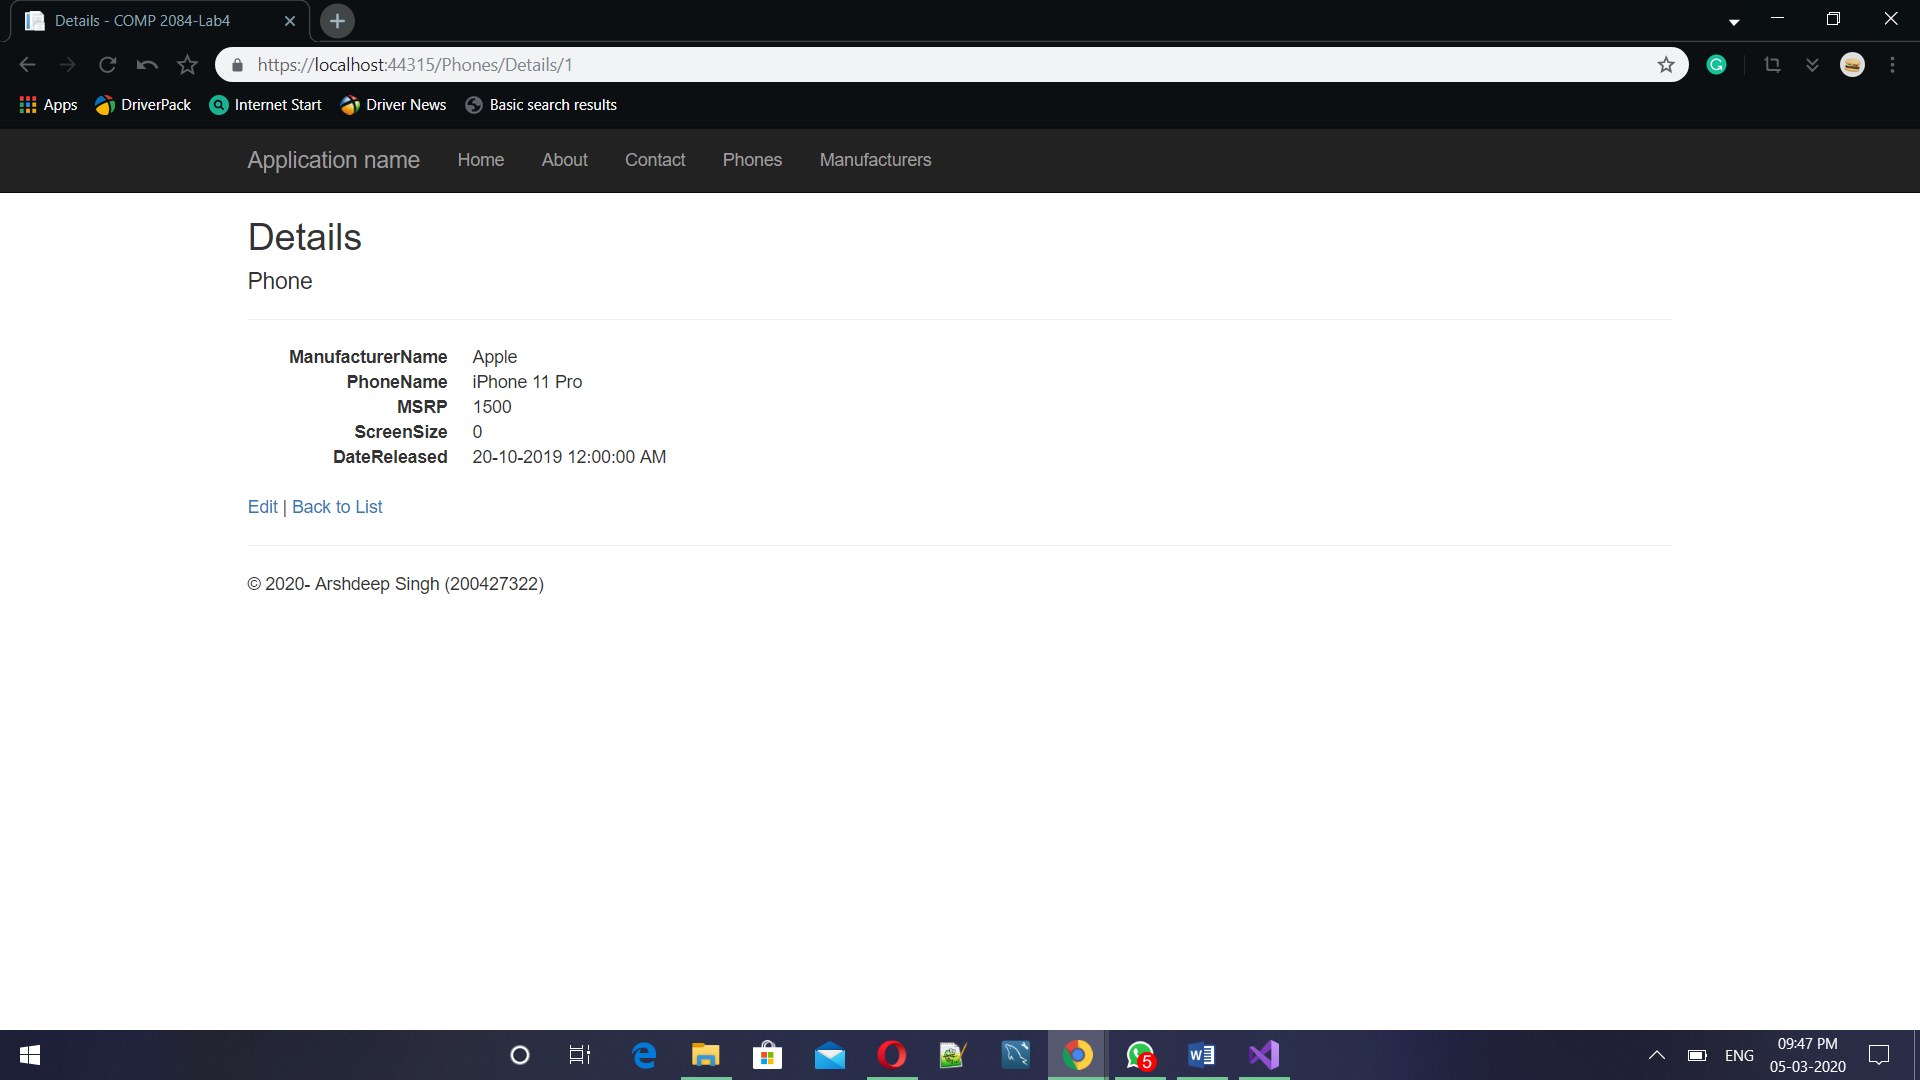 Details - COMP 2084-Lab4
https://localhost:44315/Phones/Details/1
Apps DriverPack Internet Start Driver News Basic search results
Application name Home About Contact Phones Manufacturers
Details
Phone
ManufacturerName Apple
PhoneName iPhone 11 Pro
MSRP 1500
ScreenSize 0
DateReleased 20-10-2019 12:00:00 AM
Edit | Back to List
© 2020- Arshdeep Singh (200427322)
5
ENG
09:47 PM
05-03-2020